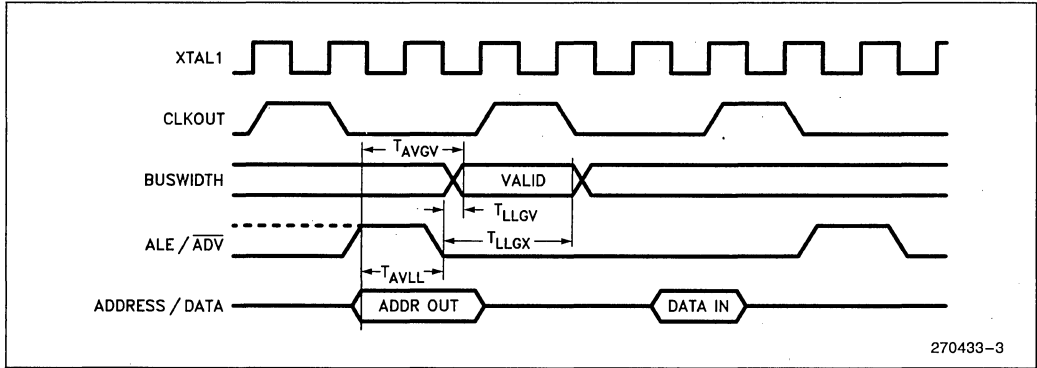 XTAL1
CLKOUT
TAVGV
BUSWIDTH
VALID
TLLGV
ALE / ADV
TLLGX
TAVLL
ADDRESS / DATA
ADDR OUT
DATA IN
270433-3